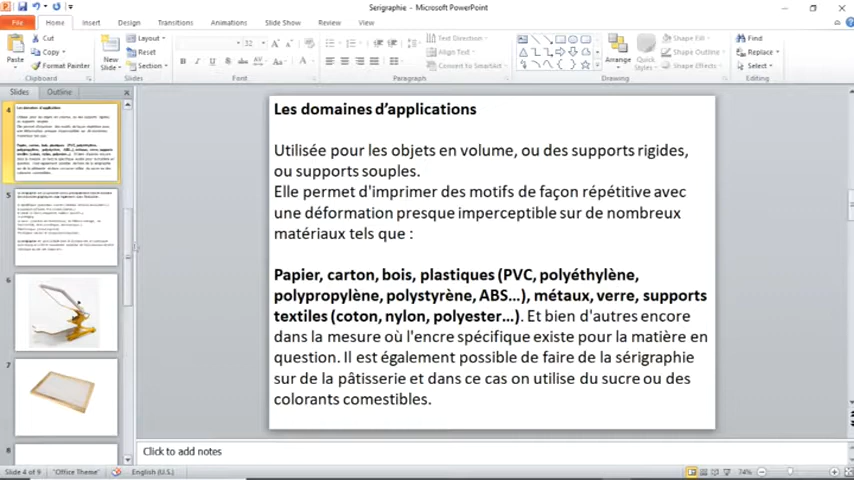 Serigraphie - Microsoft PowerPoint
File Home Insert Design Transitions Animations Slide Show Review View
Cut
Copy
Format Painter
Paste
Clipboard
New
Slide
Layout
Reset
Section
Slides
32
Font
Text Direction
Align Text
Convert to SmartArt
Paragraph
Arrange
Quick
Styles
Shape Fill
Shape Outline
Shape Effects
Drawing
Find
Replace
Select
Editing
Slides Outline
4
5
6
7
8
Les domaines d'applications
Utilisée pour les objets en volume, ou des supports rigides,
ou supports souples.
Elle permet d'imprimer des motifs de façon répétitive avec
une déformation presque imperceptible sur de nombreux
matériaux tels que :
Papier, carton, bois, plastiques (PVC, polyéthylène,
polypropylène, polystyrène, ABS...), métaux, verre, supports
textiles (coton, nylon, polyester...). Et bien d'autres encore
dans la mesure où l'encre spécifique existe pour la matière en
question. Il est également possible de faire de la sérigraphie
sur de la pâtisserie et dans ce cas on utilise du sucre ou des
colorants comestibles.
Click to add notes
Slide 4 of 9 "Office Theme" English (U.S.) 74%